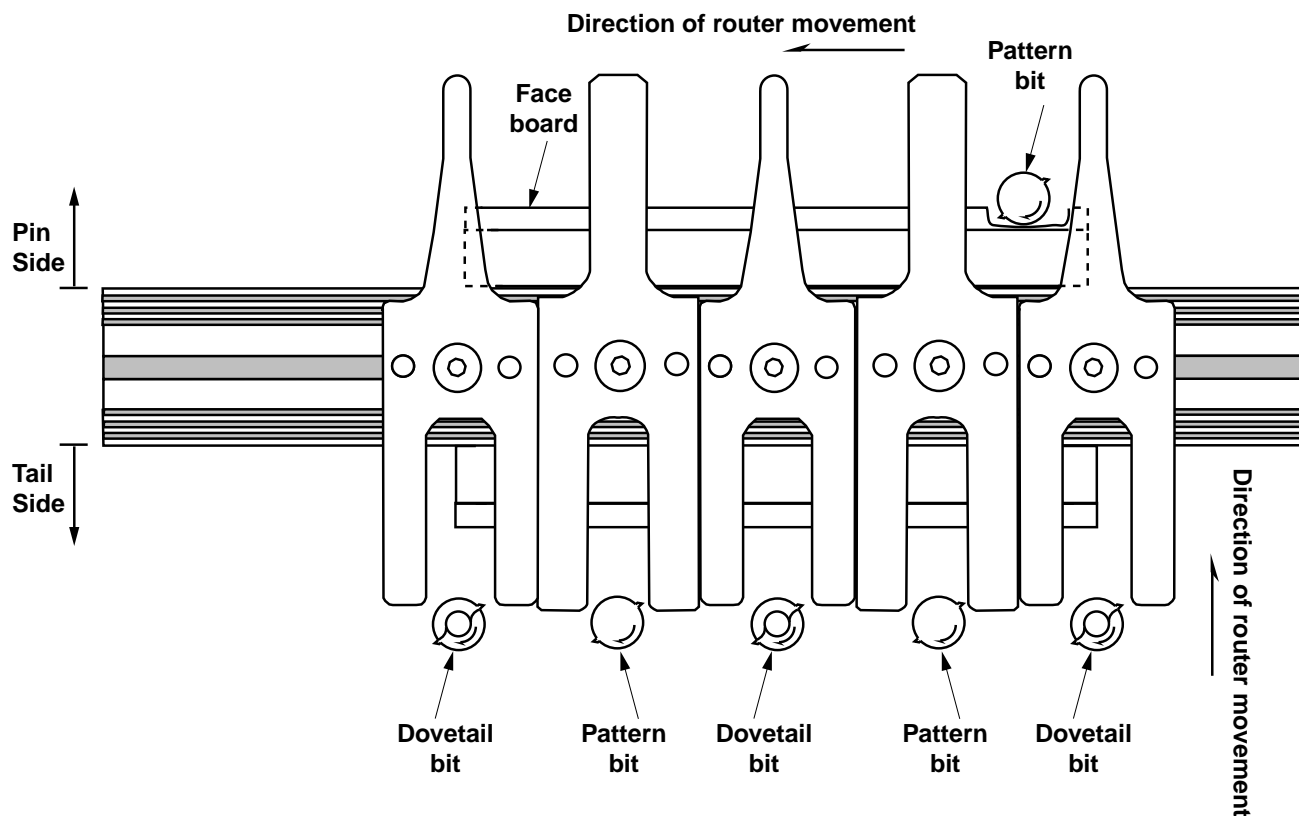 Direction of router movement
Pattern
bit
Face
board
Pin
Side
Tail
Side
Direction of router movement
Dovetail
bit
Pattern
bit
Dovetail
bit
Pattern
bit
Dovetail
bit